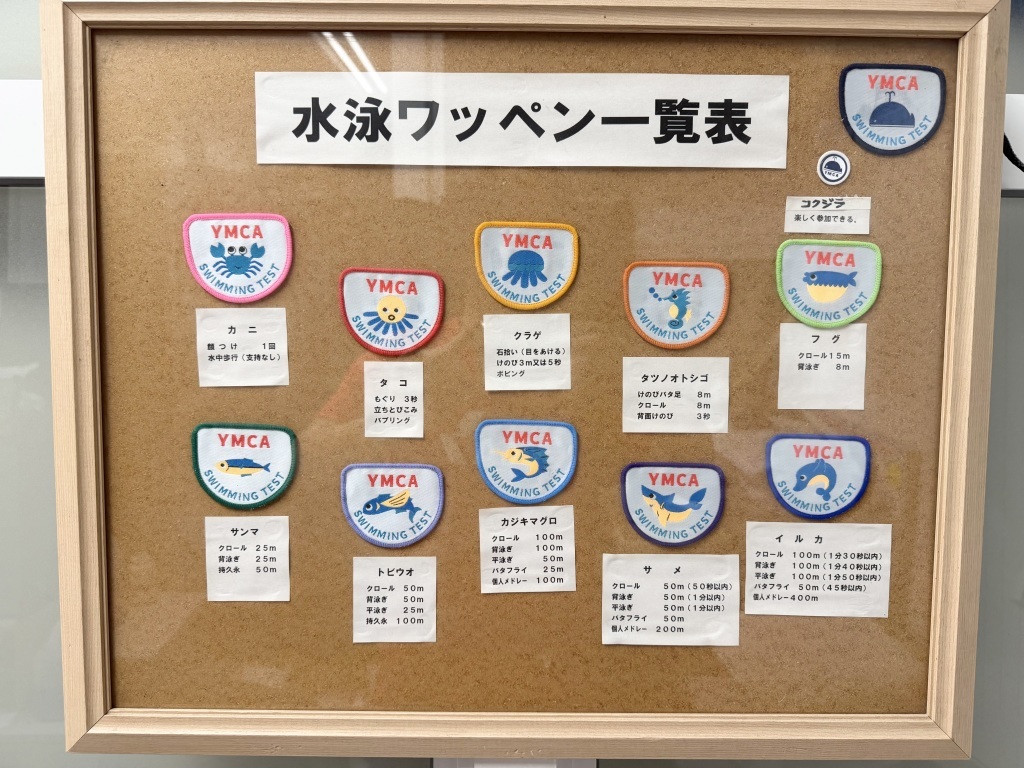 水泳ワッペン一覧表
YMCA
SWIMMING TEST
YMCA
コクジラ
楽しく参加できる。
YMCA
SWIMMING TEST
カニ
顔つけ 1回
水中歩行(支持なし)
YMCA
SWIMMING TEST
タコ
もぐり 3秒
立ちとびこみ
バブリング
YMCA
SWIMMING TEST
クラゲ
石拾い(目をあける)
けのび3m又は5秒
ボビング
YMCA
SWIMMING TEST
タツノオトシゴ
けのびバタ足 8m
クロール 8m
背面けのび 3秒
YMCA
SWIMMING TEST
フグ
クロール15m
背泳ぎ 8m
YMCA
SWIMMING TEST
サンマ
クロール 25m
背泳ぎ 25m
持久永 50m
YMCA
SWIMMING TEST
トビウオ
クロール 50m
背泳ぎ 50m
平泳ぎ 25m
持久永 100m
YMCA
SWIMMING TEST
カジキマグロ
クロール 100m
背泳ぎ 100m
平泳ぎ 50m
バタフライ 25m
個人メドレー 100m
YMCA
SWIMMING TEST
サメ
クロール 50m(50秒以内)
背泳ぎ 50m(1分以内)
平泳ぎ 50m(1分以内)
バタフライ 50m
個人メドレー 200m
YMCA
SWIMMING TEST
イルカ
クロール 100m(1分30秒以内)
背泳ぎ 100m(1分40秒以内)
平泳ぎ 100m(1分50秒以内)
バタフライ 50m(45秒以内)
個人メドレー400m